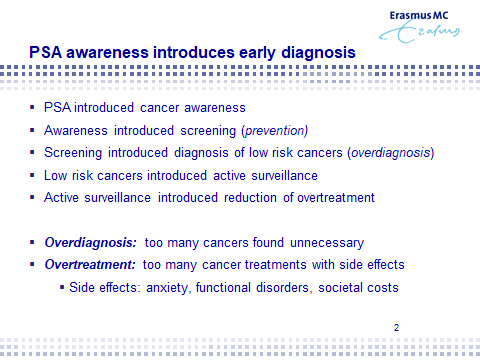 Erasmus MC
Erasmus
PSA awareness introduces early diagnosis
▪ PSA introduced cancer awareness
▪ Awareness introduced screening (prevention)
▪ Screening introduced diagnosis of low risk cancers (overdiagnosis)
▪ Low risk cancers introduced active surveillance
▪ Active surveillance introduced reduction of overtreatment
▪ Overdiagnosis: too many cancers found unnecessary
▪ Overtreatment: too many cancer treatments with side effects
▪ Side effects: anxiety, functional disorders, societal costs
2